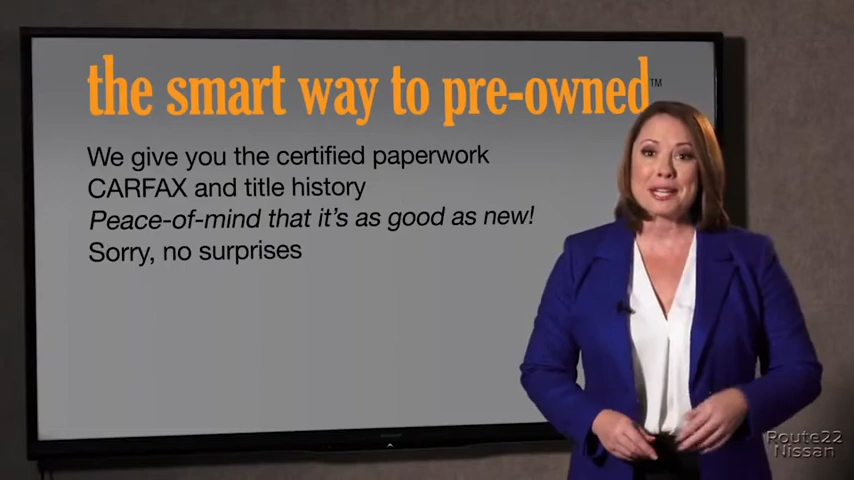 the smart way to pre-owned™
We give you the certified paperwork
CARFAX and title history
Peace-of-mind that it's as good as new!
Sorry, no surprises
Route22
Nissan